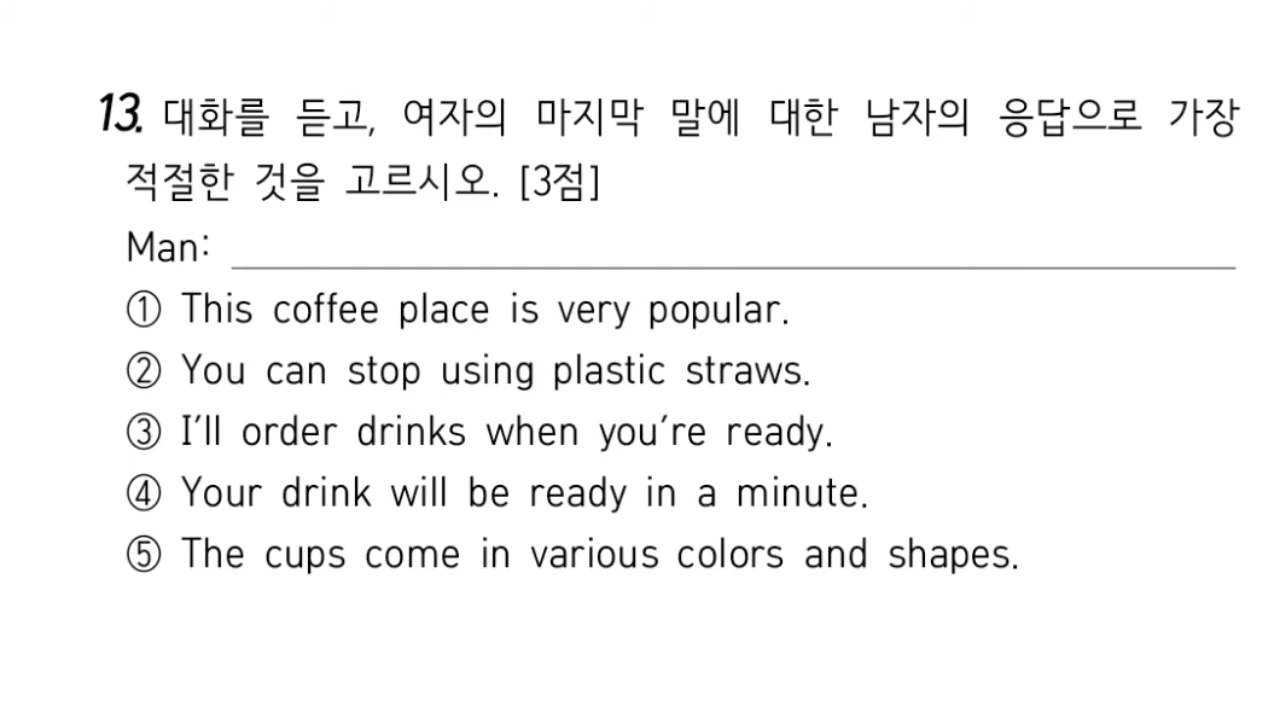 13. 대화를 듣고, 여자의 마지막 말에 대한 남자의 응답으로 가장
적절한 것을 고르시오. [3점]
Man:
① This coffee place is very popular.
② You can stop using plastic straws.
③ I’ll order drinks when you’re ready.
④ Your drink will be ready in a minute.
⑤ The cups come in various colors and shapes.